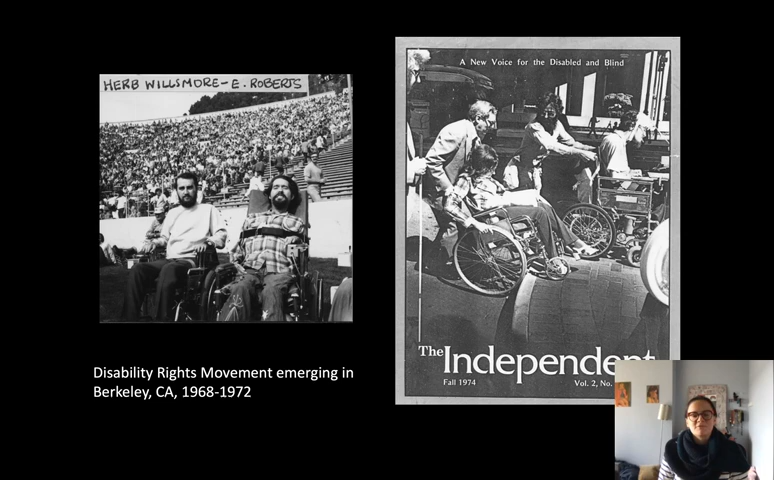 HERB WILLSMORE-E. ROBERTS
A New Voice for the Disabled and Blind
The Independent
Fall 1974
Vol. 2, No.
Disability Rights Movement emerging in
Berkeley, CA, 1968-1972